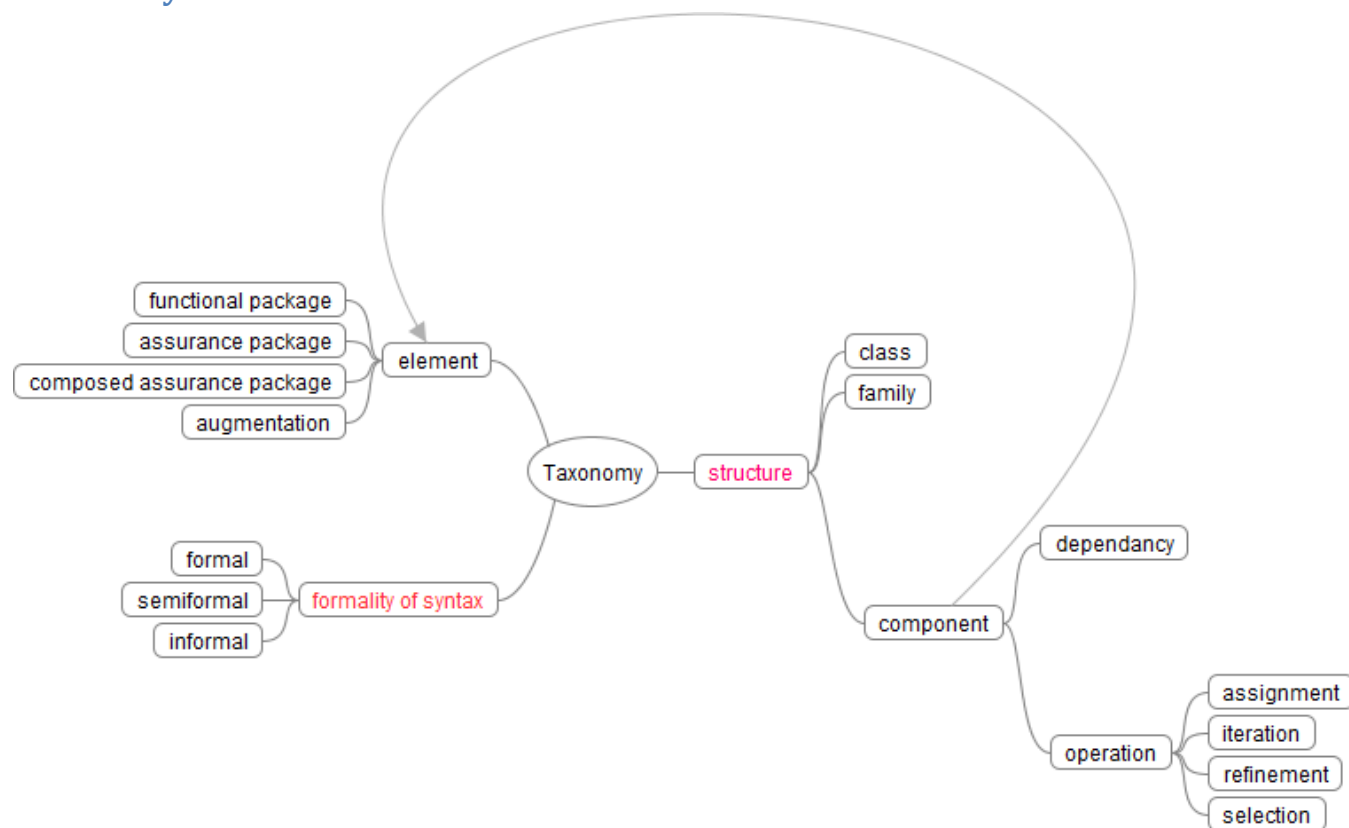 functional package
assurance package
composed assurance package
augmentation
element
Taxonomy
formal
semiformal
informal
formality of syntax
structure
class
family
component
dependancy
operation
assignment
iteration
refinement
selection